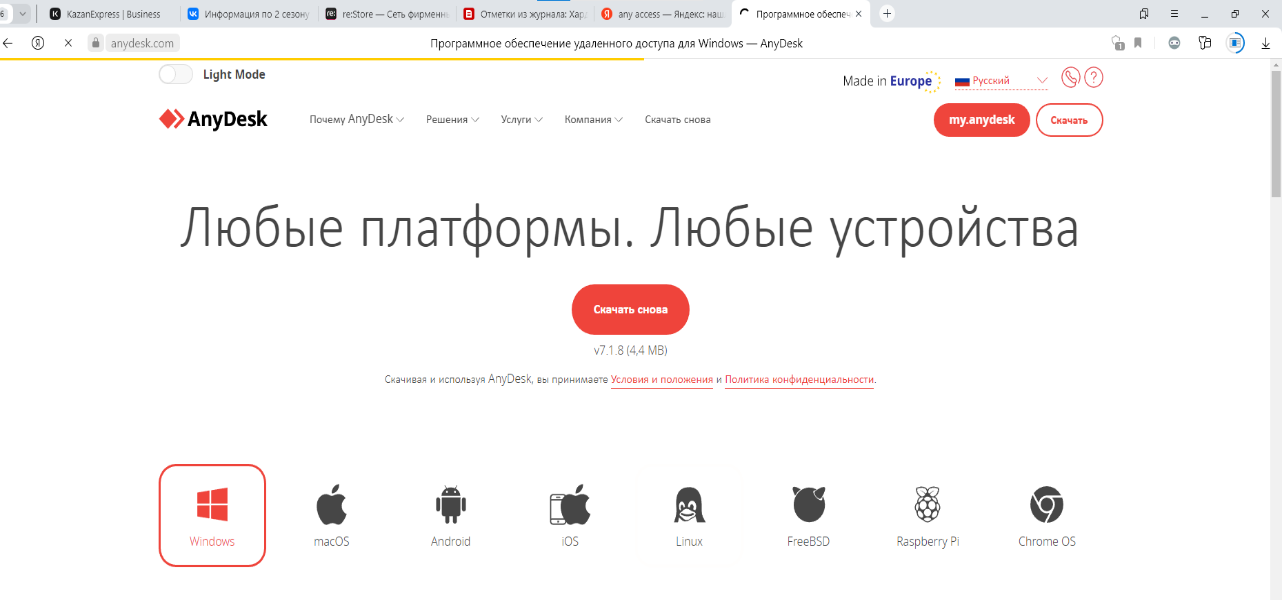 6
KazanExpress | Business
Информация по 2 сезону
re:Store — Сеть фирменн
Отметки из журнала: Хар
any access — Яндекс: наш
Программное обеспеч
anydesk.com
Программное обеспечение удаленного доступа для Windows — AnyDesk
1
Light Mode
Made in Europe
Русский
AnyDesk
Почему AnyDesk
Решения
Услуги
Компания
Скачать снова
my.anydesk
Скачать
Любые платформы. Любые устройства
Скачать снова
v7.1.8 (4,4 MB)
Скачивая и используя AnyDesk, вы принимаете Условия и положения и Политика конфиденциальности.
Windows
macOS
Android
iOS
Linux
FreeBSD
Raspberry Pi
Chrome OS